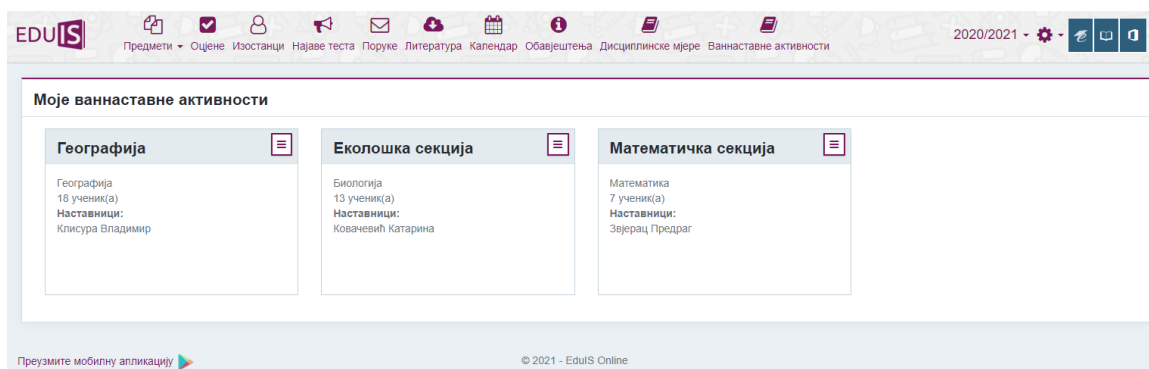 EDUIS
Предмети Оцјене Изостанци Најаве теста Поруке Литература Календар Обавјештења Дисциплинске мјере Ваннаставне активности 2020/2021
Моје ваннаставне активности
Географија
Географија
18 ученик(а)
Наставници:
Клисура Владимир
Еколошка секција
Биологија
13 ученик(а)
Наставници:
Ковачевић Катарина
Математичка секција
Математика
7 ученик(а)
Наставници:
Звјерац Предраг
Преузмите мобилну апликацију © 2021 - EduIS Online